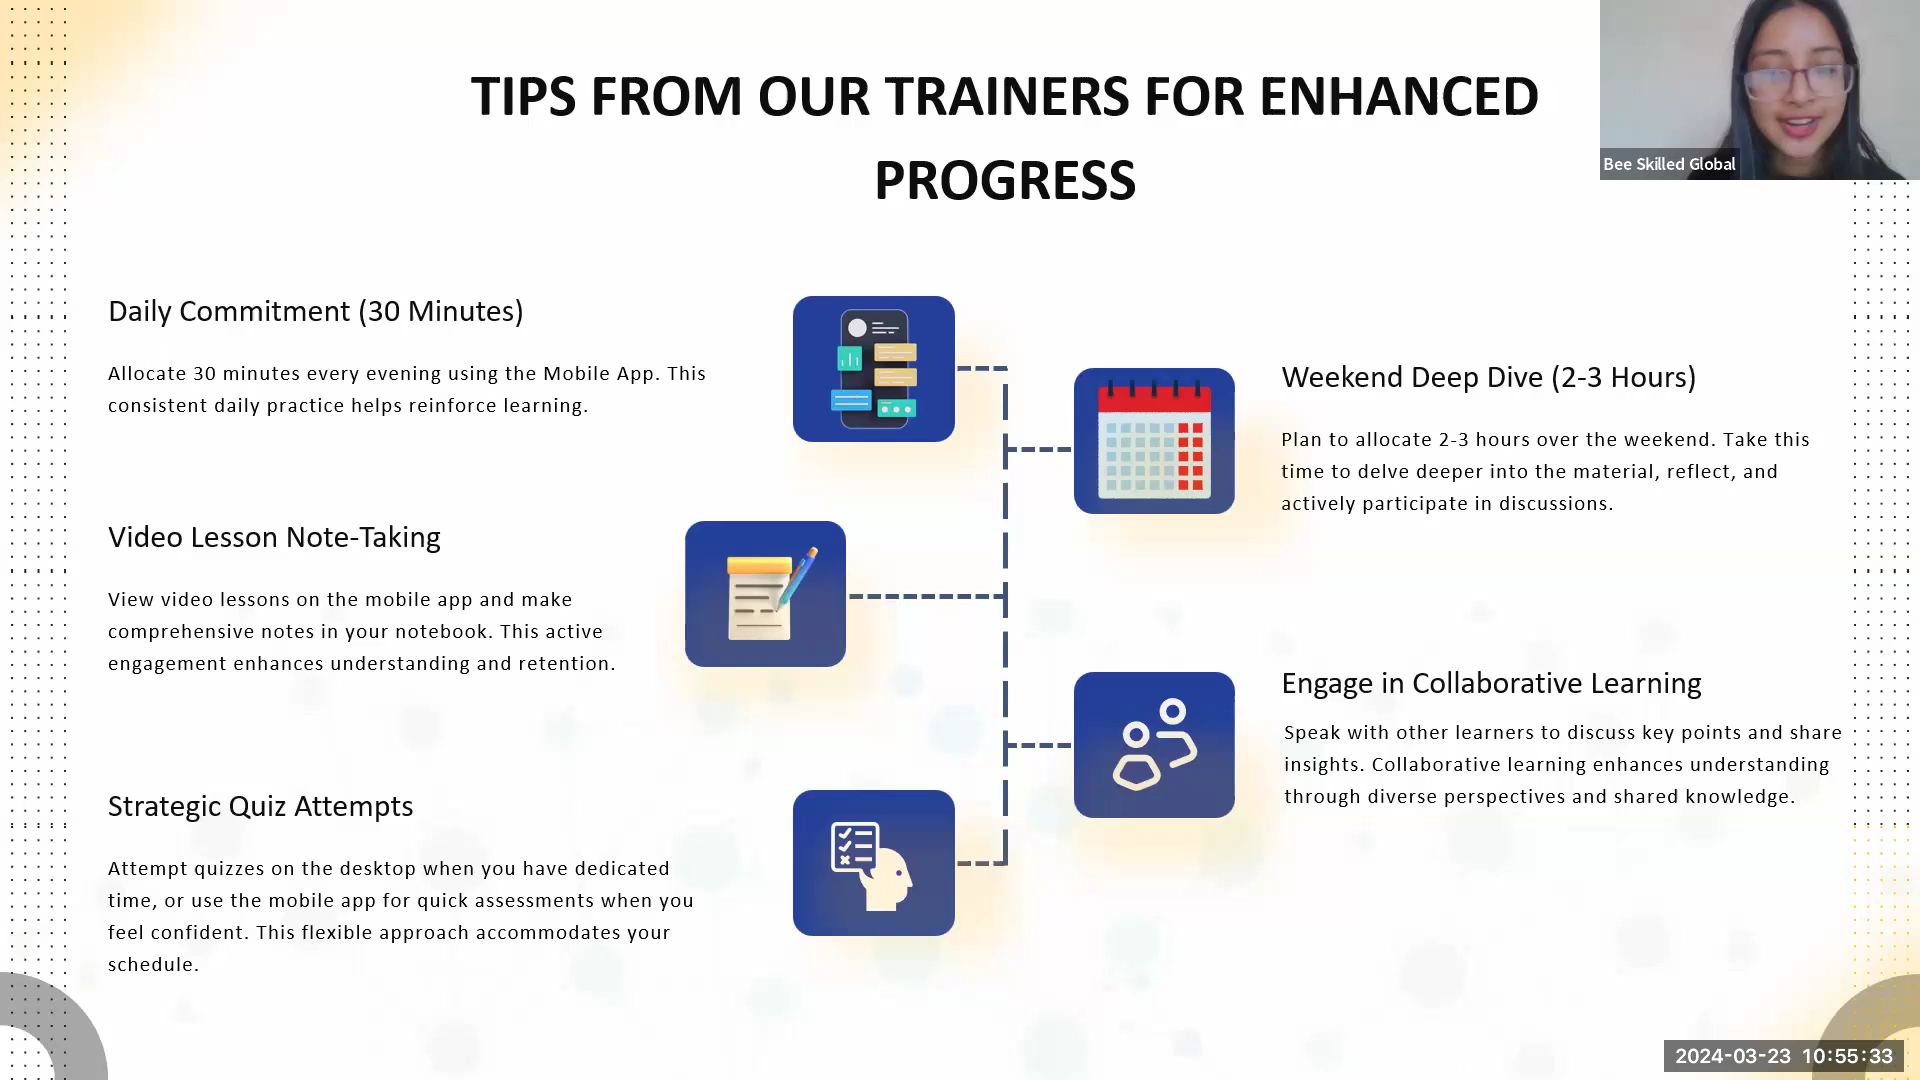 TIPS FROM OUR TRAINERS FOR ENHANCED
PROGRESS
Bee Skilled Global
Daily Commitment (30 Minutes)
Allocate 30 minutes every evening using the Mobile App. This
consistent daily practice helps reinforce learning.
Weekend Deep Dive (2-3 Hours)
Plan to allocate 2-3 hours over the weekend. Take this
time to delve deeper into the material, reflect, and
actively participate in discussions.
Video Lesson Note-Taking
View video lessons on the mobile app and make
comprehensive notes in your notebook. This active
engagement enhances understanding and retention.
Engage in Collaborative Learning
Speak with other learners to discuss key points and share
insights. Collaborative learning enhances understanding
through diverse perspectives and shared knowledge.
Strategic Quiz Attempts
Attempt quizzes on the desktop when you have dedicated
time, or use the mobile app for quick assessments when you
feel confident. This flexible approach accommodates your
schedule.
2024-03-23 10:55:33